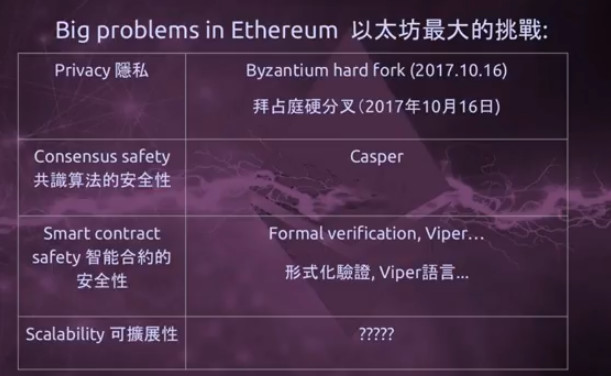 Big problems in Ethereum 以太坊最大的挑戰:
Privacy 隱私
Byzantium hard fork (2017.10.16)
拜占庭硬分叉(2017年10月16日)
Consensus safety
共識算法的安全性
Casper
Smart contract
safety 智能合約的
安全性
Formal verification, Viper...
形式化驗證, Viper語言...
Scalability 可擴展性
?????